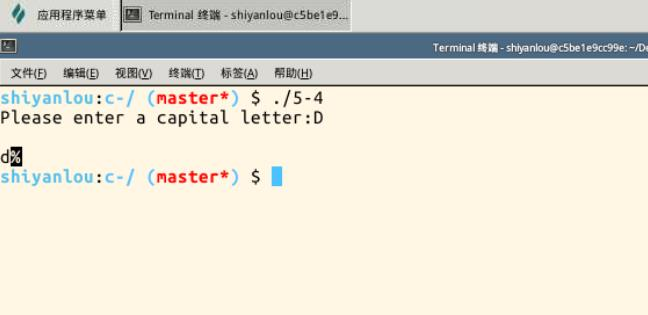 应用程序菜单 Terminal 终端 - shiyanlou@c5be1e9...
Terminal 终端 - shiyanlou@c5be1e9cc99e: ~/De
文件(F) 编辑(E) 视图(V) 终端(T) 标签(A) 帮助(H)
shiyanlou:c-/ (master*) $ ./5-4
Please enter a capital letter:D
d%
shiyanlou:c-/ (master*) $